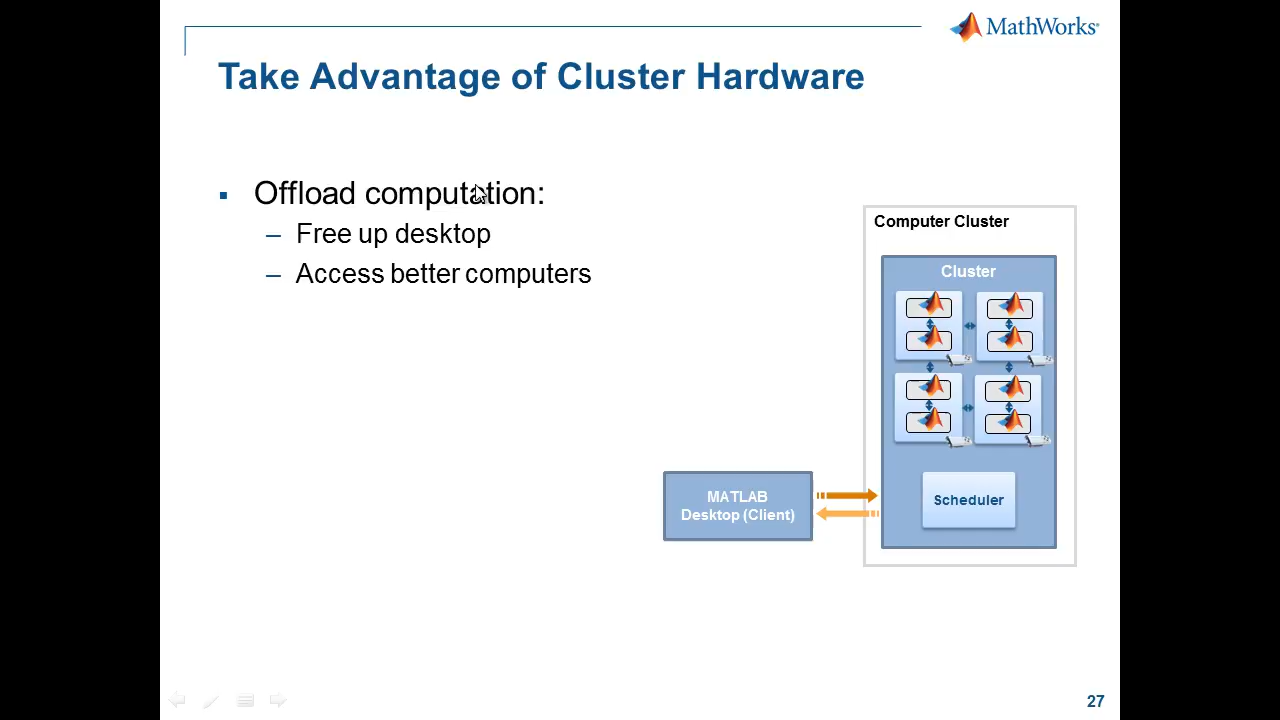 MathWorks®
Take Advantage of Cluster Hardware
▪ Offload computation:
– Free up desktop
– Access better computers
Computer Cluster
Cluster
MATLAB
Desktop (Client)
Scheduler
27